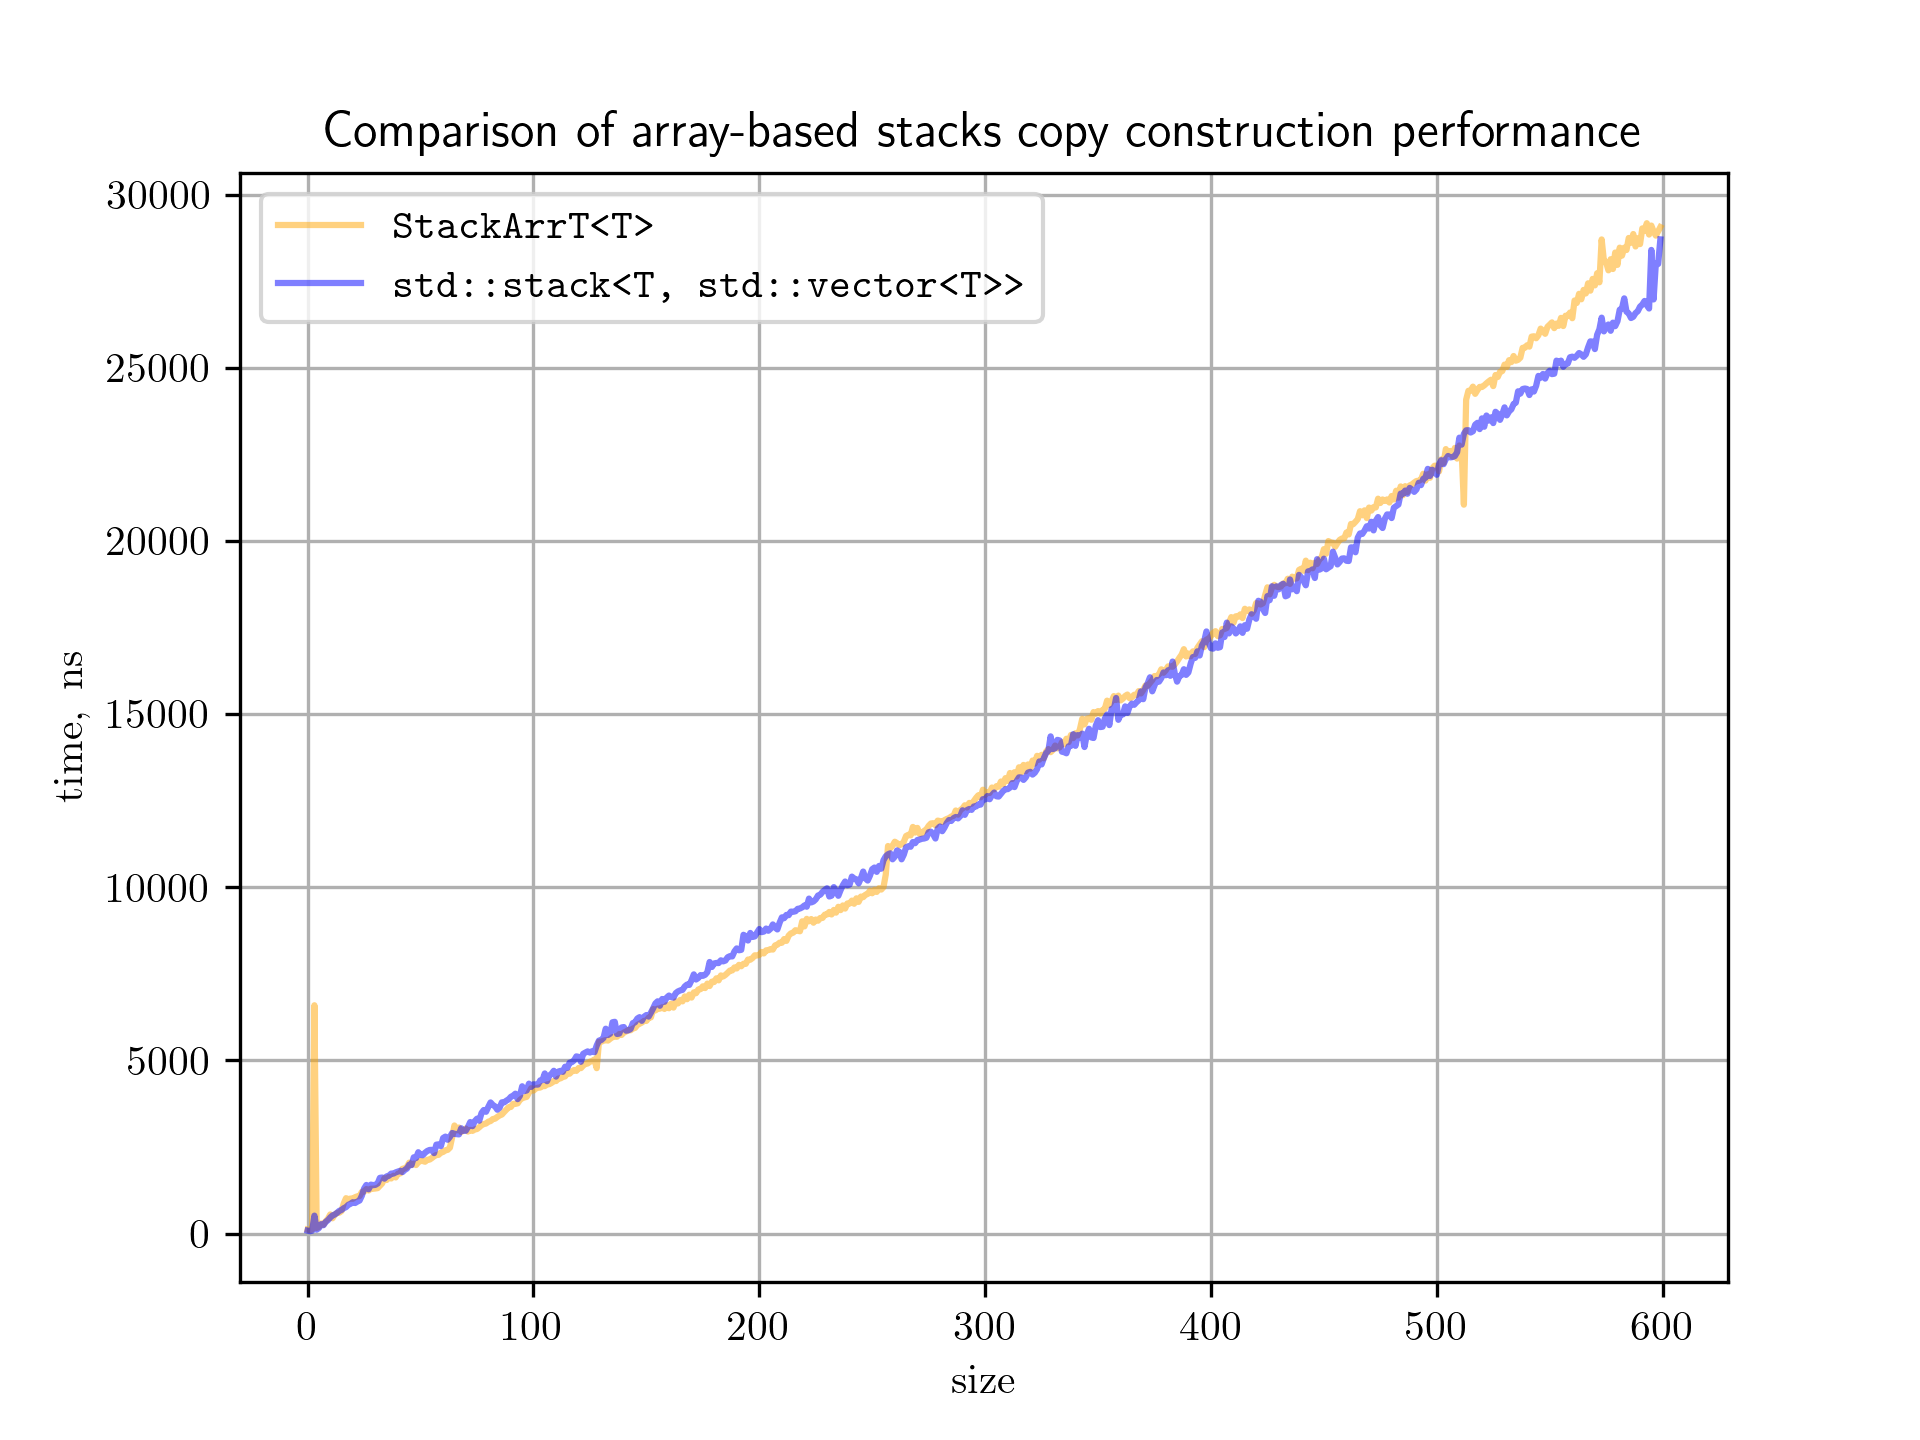 Comparison of array-based stacks copy construction performance
StackArrT<T>
std::stack<T, std::vector<T>>
30000
25000
20000
15000
10000
5000
0
time, ns
0 100 200 300 400 500 600
size